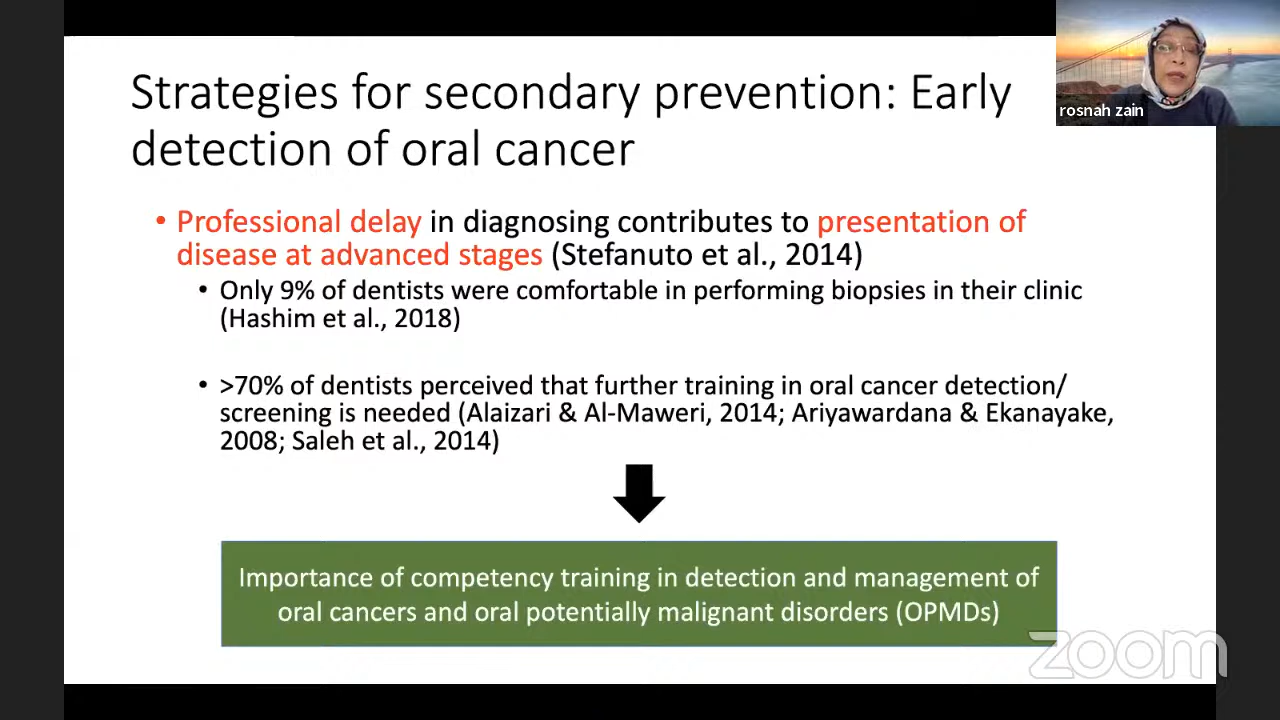 Strategies for secondary prevention: Early
detection of oral cancer
rosnah zain
• Professional delay in diagnosing contributes to presentation of
disease at advanced stages (Stefanuto et al., 2014)
• Only 9% of dentists were comfortable in performing biopsies in their clinic
(Hashim et al., 2018)
• >70% of dentists perceived that further training in oral cancer detection/
screening is needed (Alaizari & Al-Maweri, 2014; Ariyawardana & Ekanayake,
2008; Saleh et al., 2014)
Importance of competency training in detection and management of
oral cancers and oral potentially malignant disorders (OPMDs)
zoom